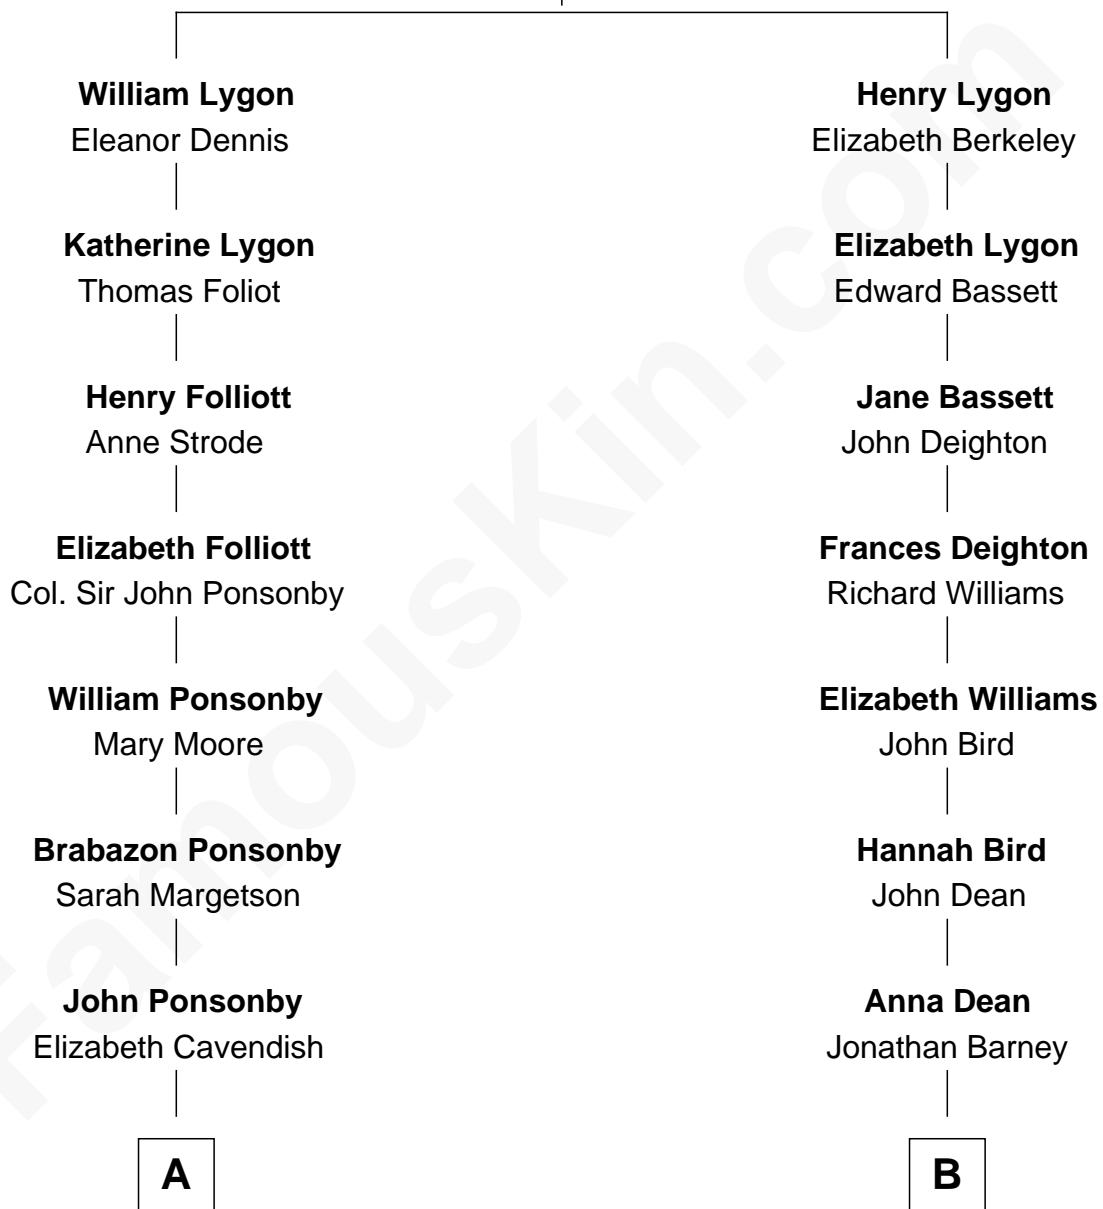 William Lygon
Eleanor Dennis
Katherine Lygon
Thomas Foliot
Henry Folliott
Anne Strode
Elizabeth Folliott
Col. Sir John Ponsonby
William Ponsonby
Mary Moore
Brabazon Ponsonby
Sarah Margetson
John Ponsonby
Elizabeth Cavendish
A
Henry Lygon
Elizabeth Berkeley
Elizabeth Lygon
Edward Bassett
Jane Bassett
John Deighton
Frances Deighton
Richard Williams
Elizabeth Williams
John Bird
Hannah Bird
John Dean
Anna Dean
Jonathan Barney
B
FamousKin.com